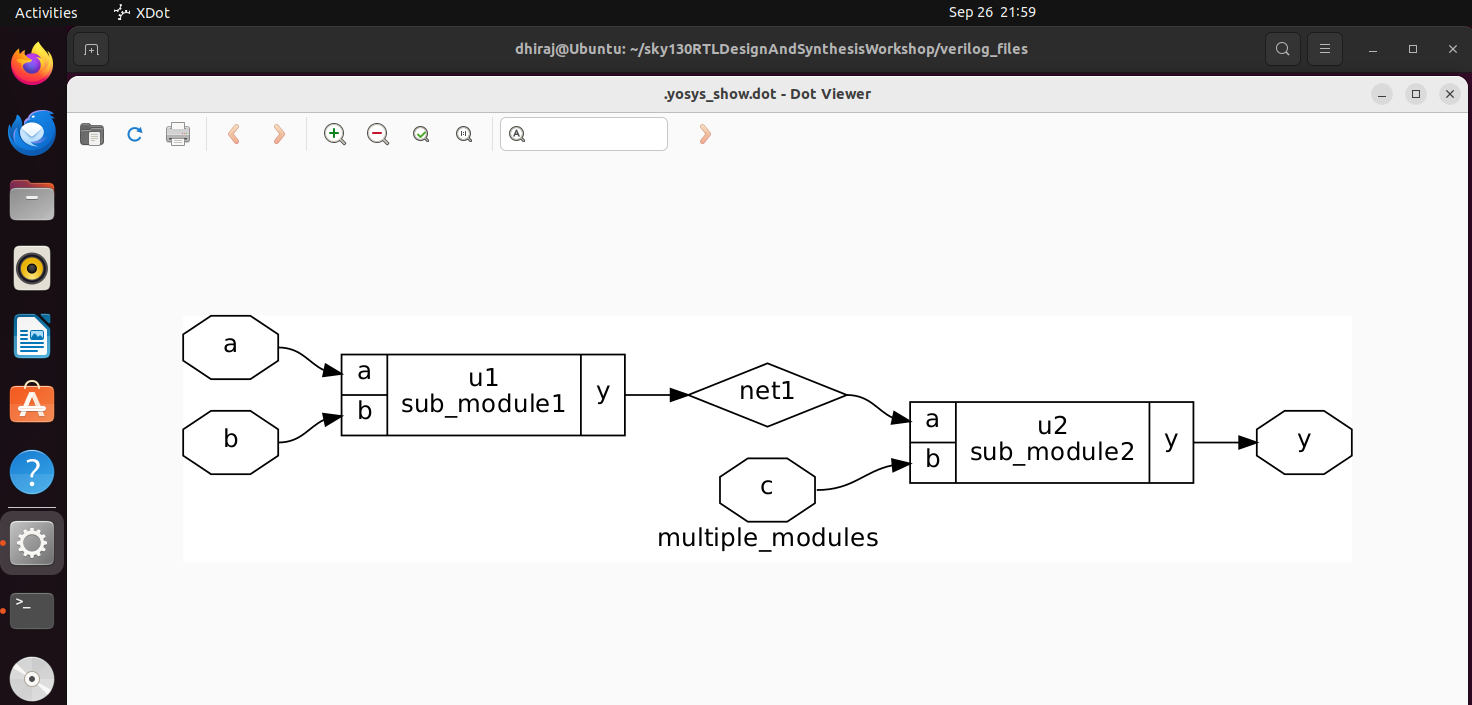 Activities XDot Sep 26 21:59
dhiraj@Ubuntu: ~/sky130RTLDesignAndSynthesisWorkshop/verilog_files
.yosys_show.dot - Dot Viewer
a
b
a
b
u1
sub_module1
y
net1
c
a
b
u2
sub_module2
y
y
multiple_modules